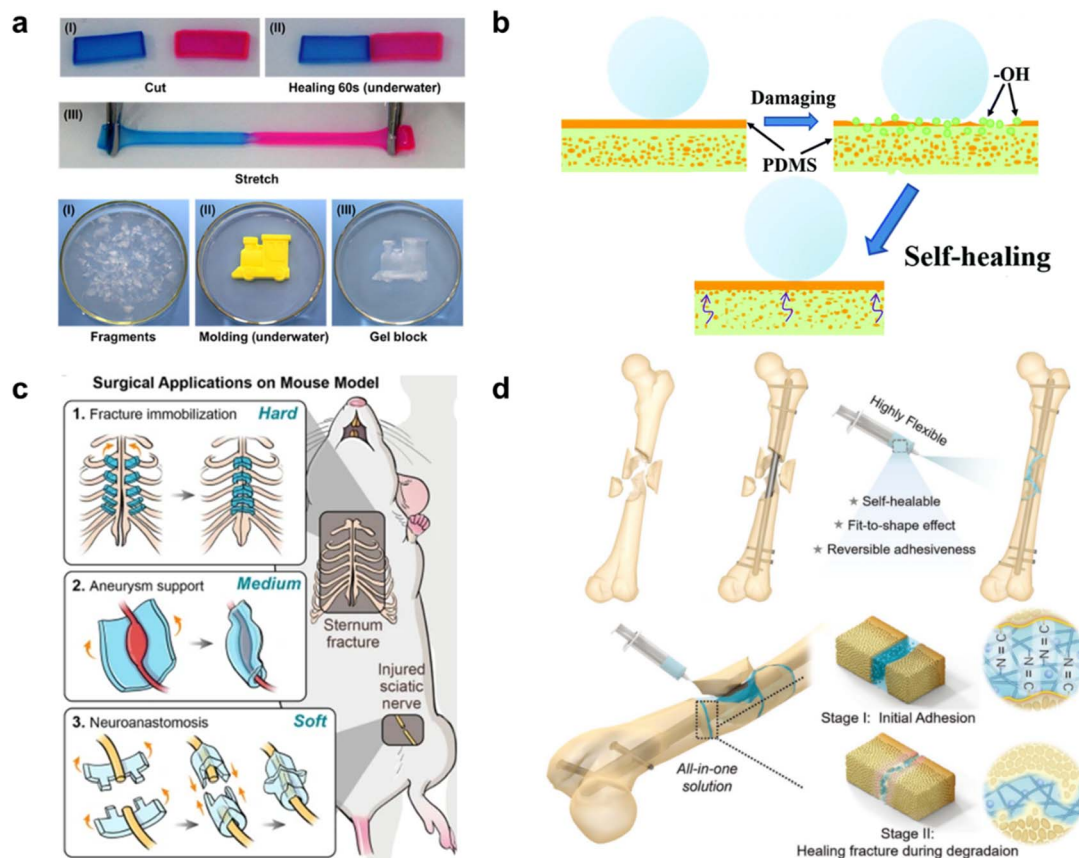 a
(I)
(II)
Cut
Healing 60s (underwater)
(III)
Stretch
(I)
(II)
(III)
Fragments
Molding (underwater)
Gel block
b
-OH
Damaging
PDMS
Self-healing
c
Surgical Applications on Mouse Model
1. Fracture immobilization Hard
2. Aneurysm support Medium
3. Neuroanastomosis Soft
Sternum
fracture
Injured
sciatic
nerve
d
Highly Flexible
★ Self-healable
★ Fit-to-shape effect
★ Reversible adhesiveness
All-in-one
solution
Stage I: Initial Adhesion
C=N
C=N
C=N
C=N
Stage II:
Healing fracture during degradaion